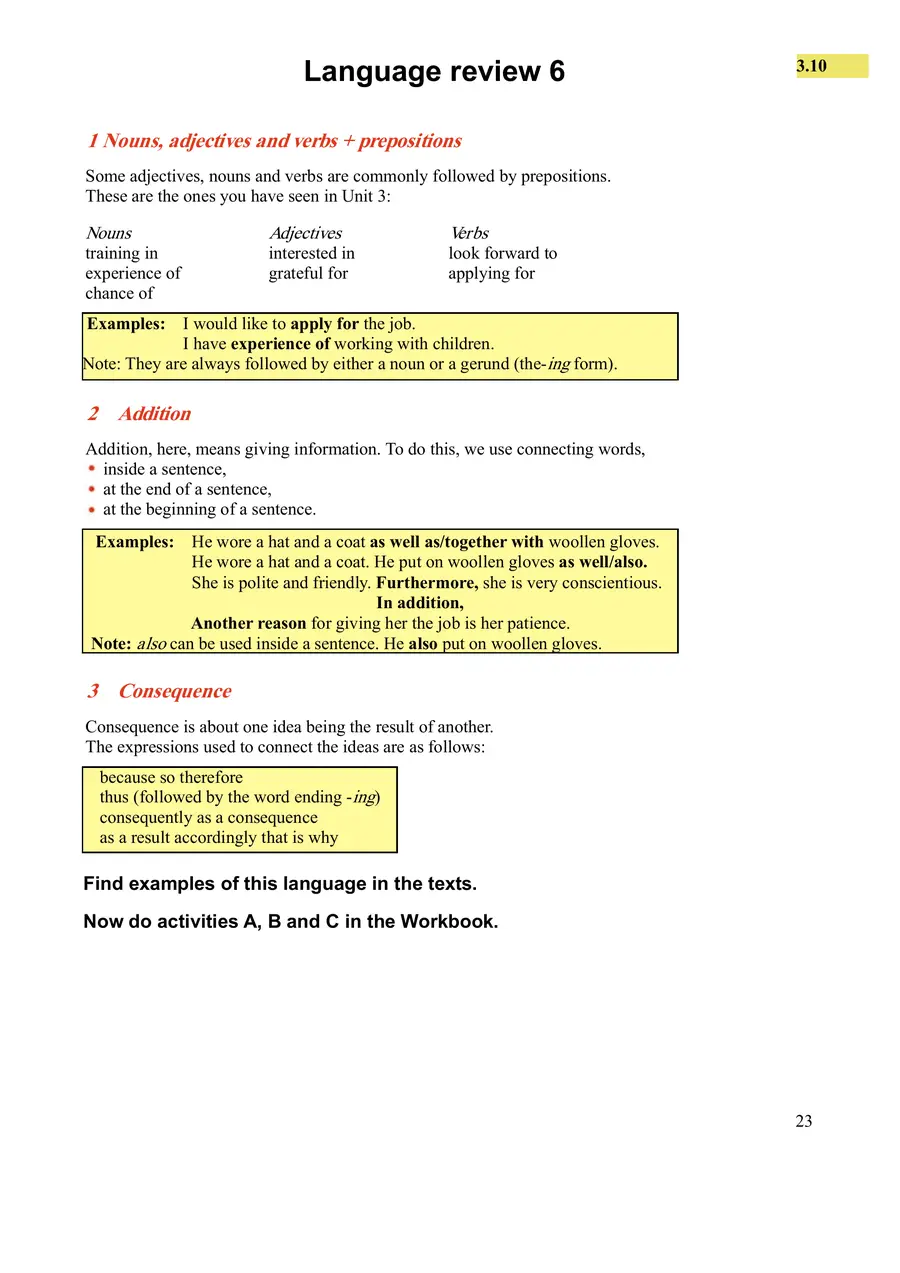 Language review 6
3.10
1 Nouns, adjectives and verbs + prepositions
Some adjectives, nouns and verbs are commonly followed by prepositions.
These are the ones you have seen in Unit 3:
Nouns Adjectives Verbs
training in interested in look forward to
experience of grateful for applying for
chance of
Examples: I would like to apply for the job.
I have experience of working with children.
Note: They are always followed by either a noun or a gerund (the-ing form).
2 Addition
Addition, here, means giving information. To do this, we use connecting words,
• inside a sentence,
• at the end of a sentence,
• at the beginning of a sentence.
Examples: He wore a hat and a coat as well as/together with woollen gloves.
He wore a hat and a coat. He put on woollen gloves as well/also.
She is polite and friendly. Furthermore, she is very conscientious.
In addition,
Another reason for giving her the job is her patience.
Note: also can be used inside a sentence. He also put on woollen gloves.
3 Consequence
Consequence is about one idea being the result of another.
The expressions used to connect the ideas are as follows:
because so therefore
thus (followed by the word ending -ing)
consequently as a consequence
as a result accordingly that is why
Find examples of this language in the texts.
Now do activities A, B and C in the Workbook.
23